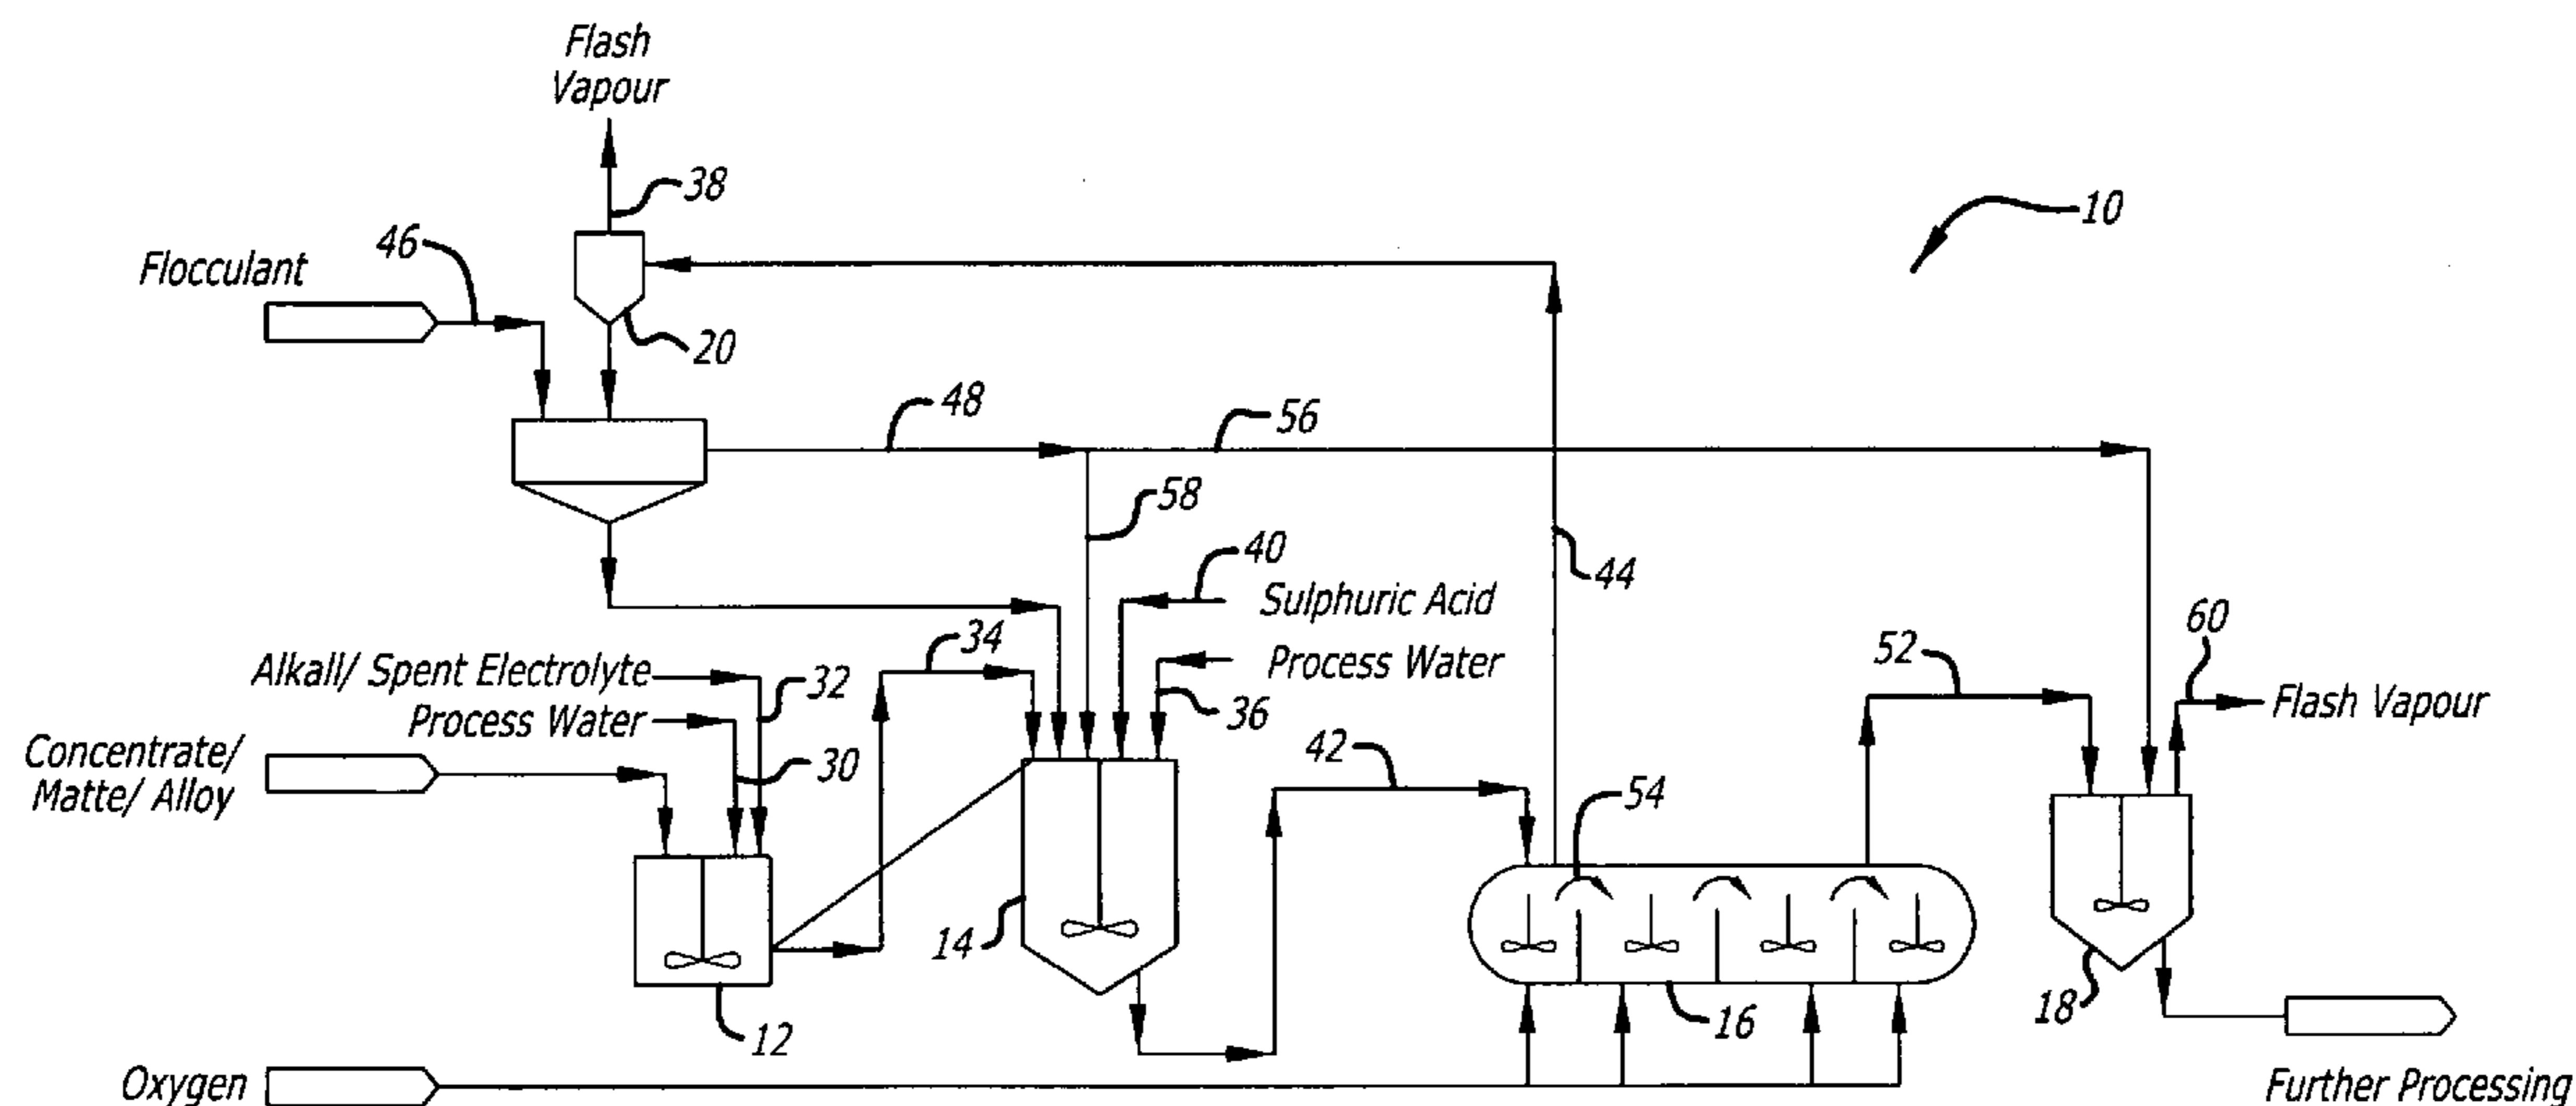 Flash
Vapour
38
10
46
Flocculant
20
48
56
58
40
Sulphuric Acid
44
34
Process Water
60
52
Alkall/ Spent Electrolyte
32
36
Flash Vapour
Process Water
Concentrate/
Matte/ Alloy
30
42
54
14
18
16
12
Oxygen
Further Processing